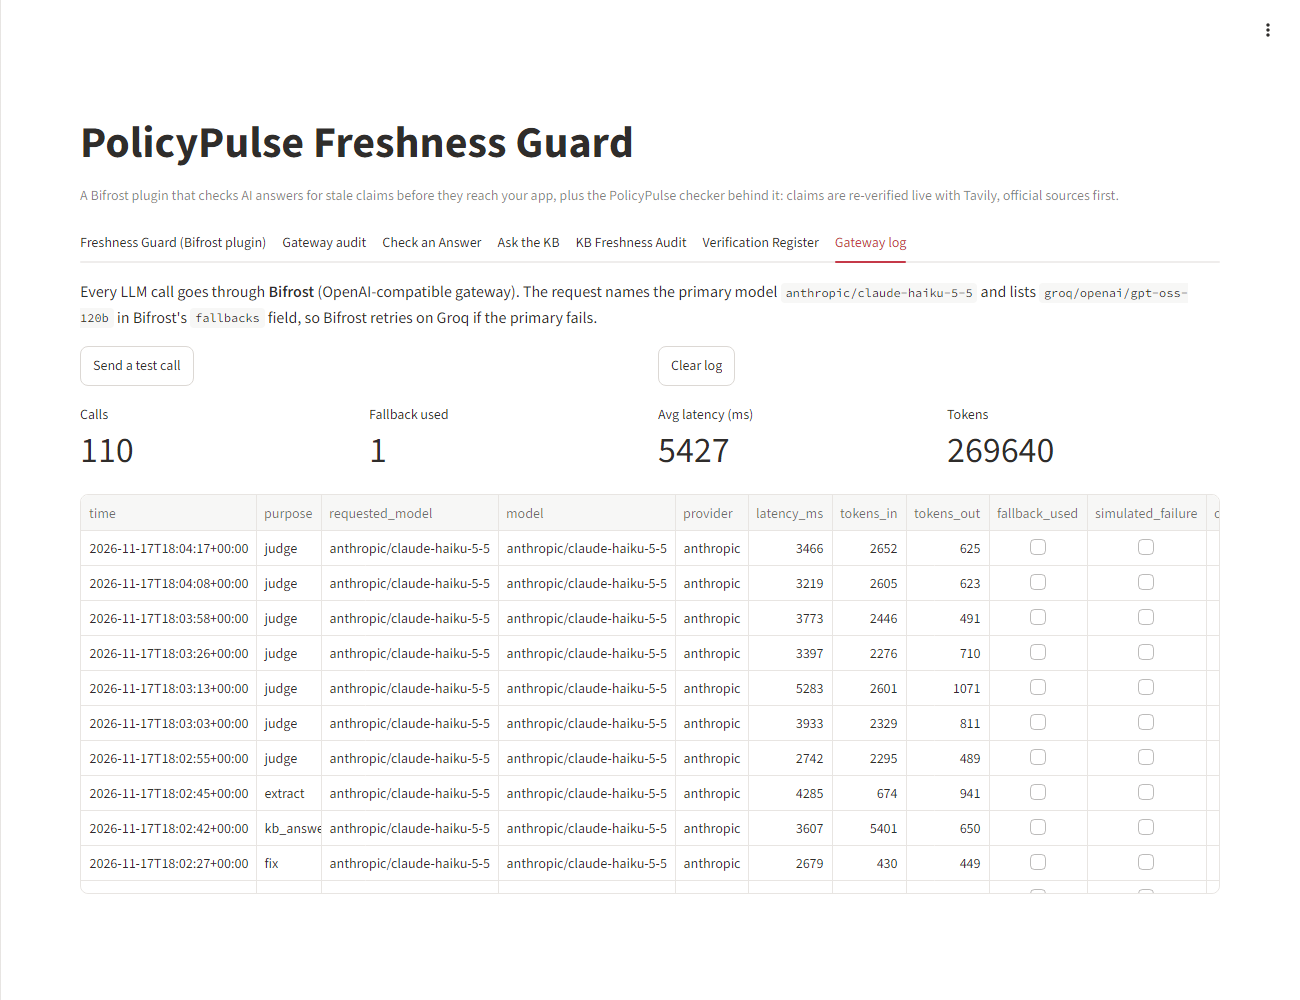 PolicyPulse Freshness Guard
A Bifrost plugin that checks AI answers for stale claims before they reach your app, plus the PolicyPulse checker behind it: claims are re-verified live with Tavily, official sources first.
Freshness Guard (Bifrost plugin) Gateway audit Check an Answer Ask the KB KB Freshness Audit Verification Register Gateway log
Every LLM call goes through Bifrost (OpenAI-compatible gateway). The request names the primary model anthropic/claude-haiku-5-5 and lists groq/openai/gpt-oss-
120b in Bifrost's fallbacks field, so Bifrost retries on Groq if the primary fails.
Send a test call Clear log
Calls Fallback used Avg latency (ms) Tokens
110 1 5427 269640
time purpose requested_model model provider latency_ms tokens_in tokens_out fallback_used simulated_failure
2026-11-17T18:04:17+00:00 judge anthropic/claude-haiku-5-5 anthropic/claude-haiku-5-5 anthropic 3466 2652 625
2026-11-17T18:04:08+00:00 judge anthropic/claude-haiku-5-5 anthropic/claude-haiku-5-5 anthropic 3219 2605 623
2026-11-17T18:03:58+00:00 judge anthropic/claude-haiku-5-5 anthropic/claude-haiku-5-5 anthropic 3773 2446 491
2026-11-17T18:03:26+00:00 judge anthropic/claude-haiku-5-5 anthropic/claude-haiku-5-5 anthropic 3397 2276 710
2026-11-17T18:03:13+00:00 judge anthropic/claude-haiku-5-5 anthropic/claude-haiku-5-5 anthropic 5283 2601 1071
2026-11-17T18:03:03+00:00 judge anthropic/claude-haiku-5-5 anthropic/claude-haiku-5-5 anthropic 3933 2329 811
2026-11-17T18:02:55+00:00 judge anthropic/claude-haiku-5-5 anthropic/claude-haiku-5-5 anthropic 2742 2295 489
2026-11-17T18:02:45+00:00 extract anthropic/claude-haiku-5-5 anthropic/claude-haiku-5-5 anthropic 4285 674 941
2026-11-17T18:02:42+00:00 kb_answe anthropic/claude-haiku-5-5 anthropic/claude-haiku-5-5 anthropic 3607 5401 650
2026-11-17T18:02:27+00:00 fix anthropic/claude-haiku-5-5 anthropic/claude-haiku-5-5 anthropic 2679 430 449